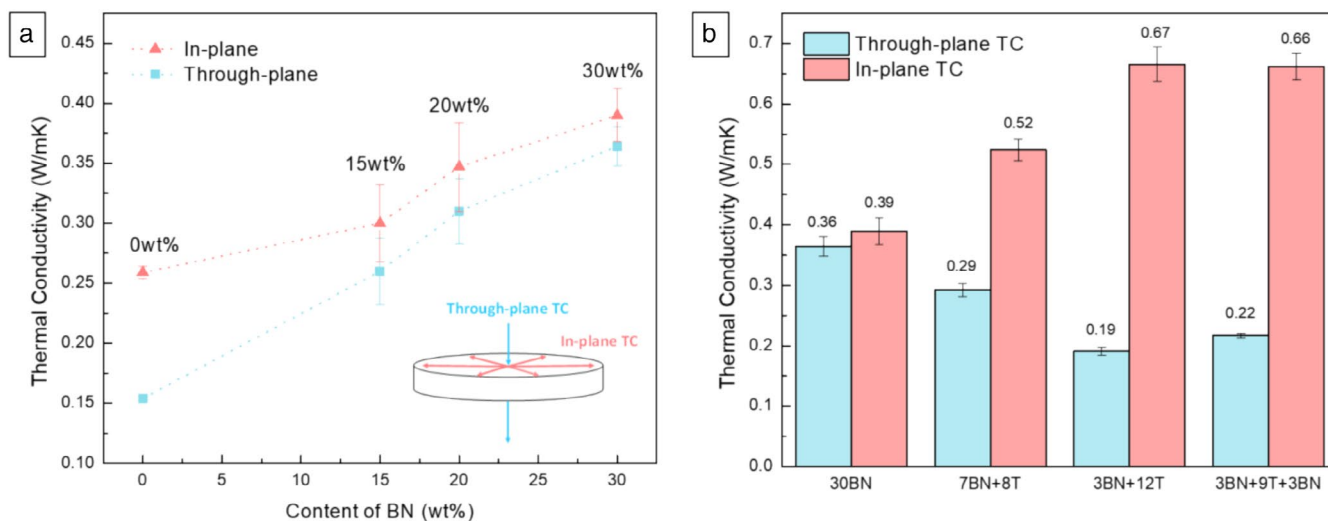 a
Thermal Conductivity (W/mK)
0.45
0.40
0.35
0.30
0.25
0.20
0.15
0.10
In-plane
Through-plane
0wt%
15wt%
20wt%
30wt%
Through-plane TC
In-plane TC
0
5
10
15
20
25
30
Content of BN (wt%)
b
Thermal Conductivity (W/mK)
0.7
0.6
0.5
0.4
0.3
0.2
0.1
0.0
Through-plane TC
In-plane TC
0.36
0.39
0.29
0.52
0.19
0.67
0.22
0.66
30BN
7BN+8T
3BN+12T
3BN+9T+3BN